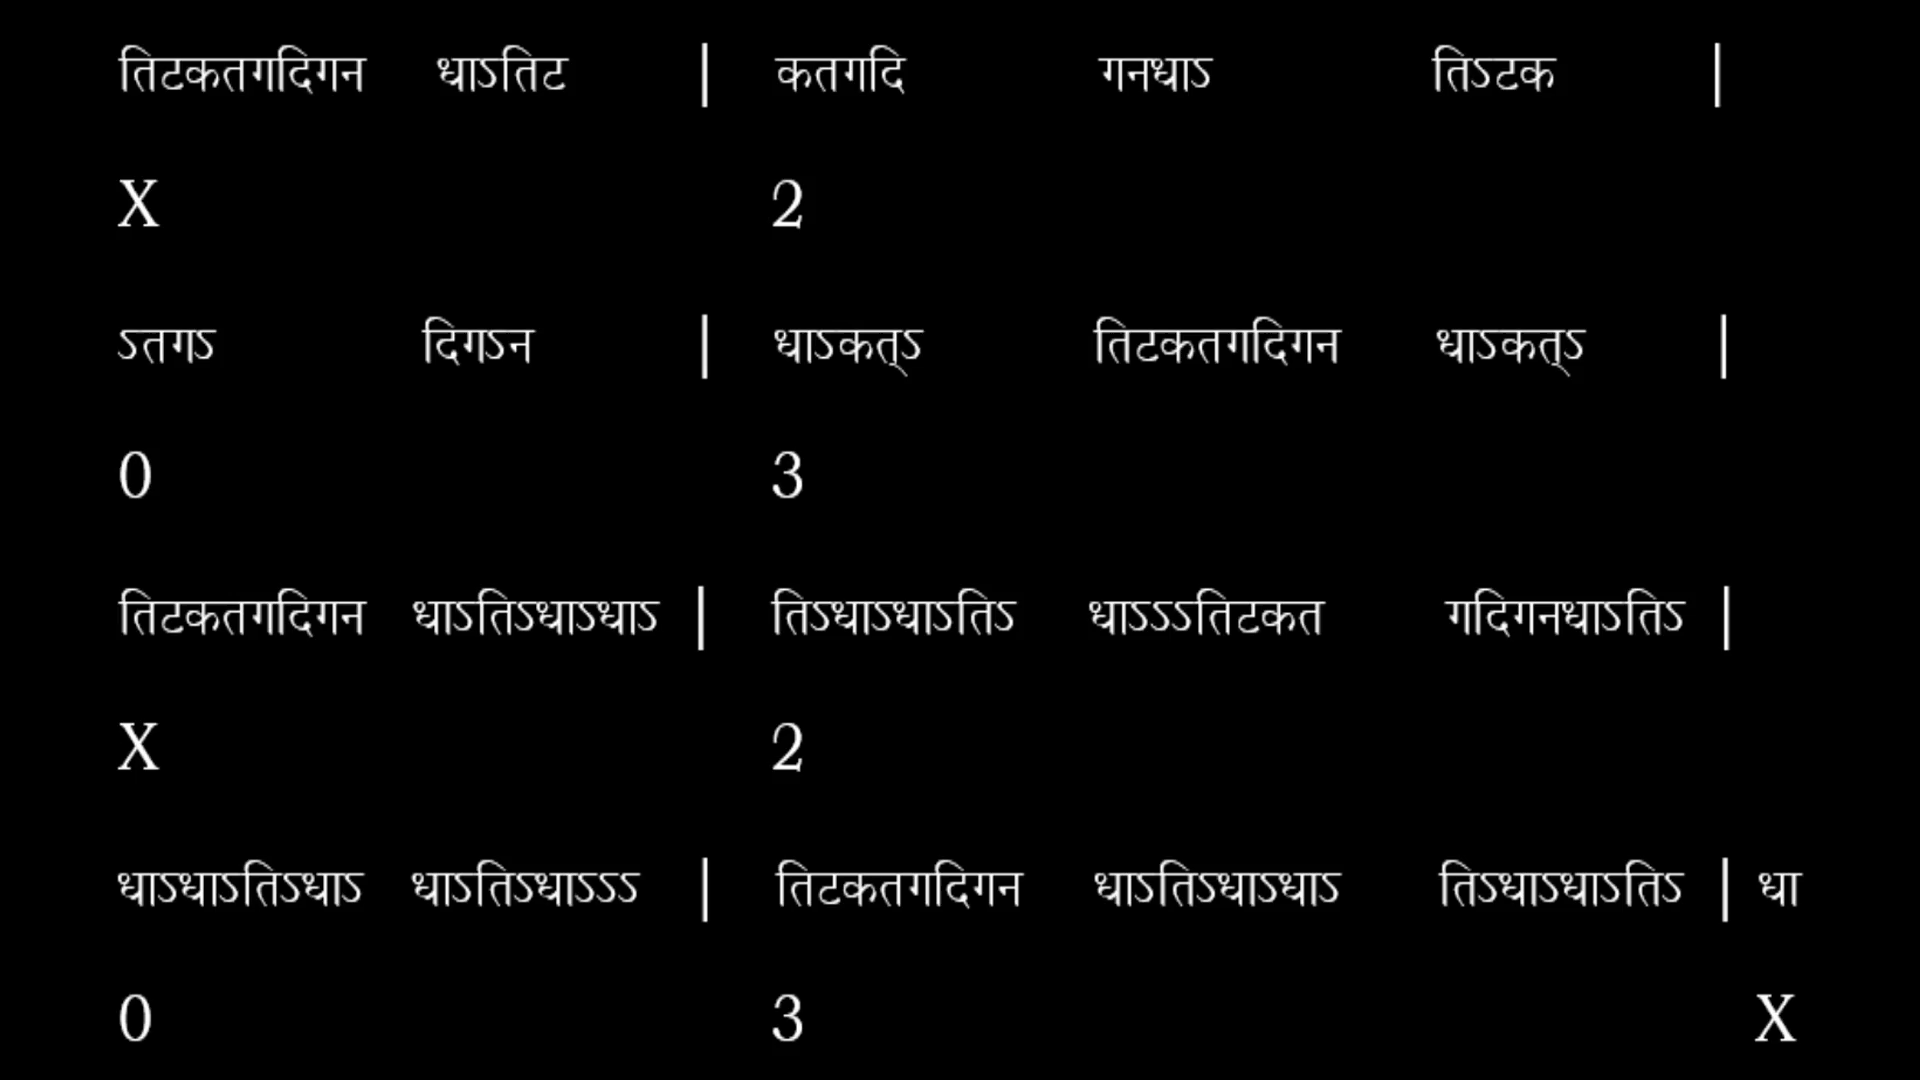 तिटकतगदिगन धाऽतिट | कतगदि गनधाऽ तिऽटक |
X 2
ऽतगऽ दिगऽन | धाऽकत्ऽ तिटकतगदिगन धाऽकत्ऽ |
0 3
तिटकतगदिगन धाऽतिऽधाऽधाऽ | तिऽधाऽधाऽतिऽ धाऽऽऽतिटकत गदिगनधाऽतिऽ |
X 2
धाऽधाऽतिऽधाऽ धाऽतिऽधाऽऽऽ | तिटकतगदिगन धाऽतिऽधाऽधाऽ तिऽधाऽधाऽतिऽ | धा
0 3 X